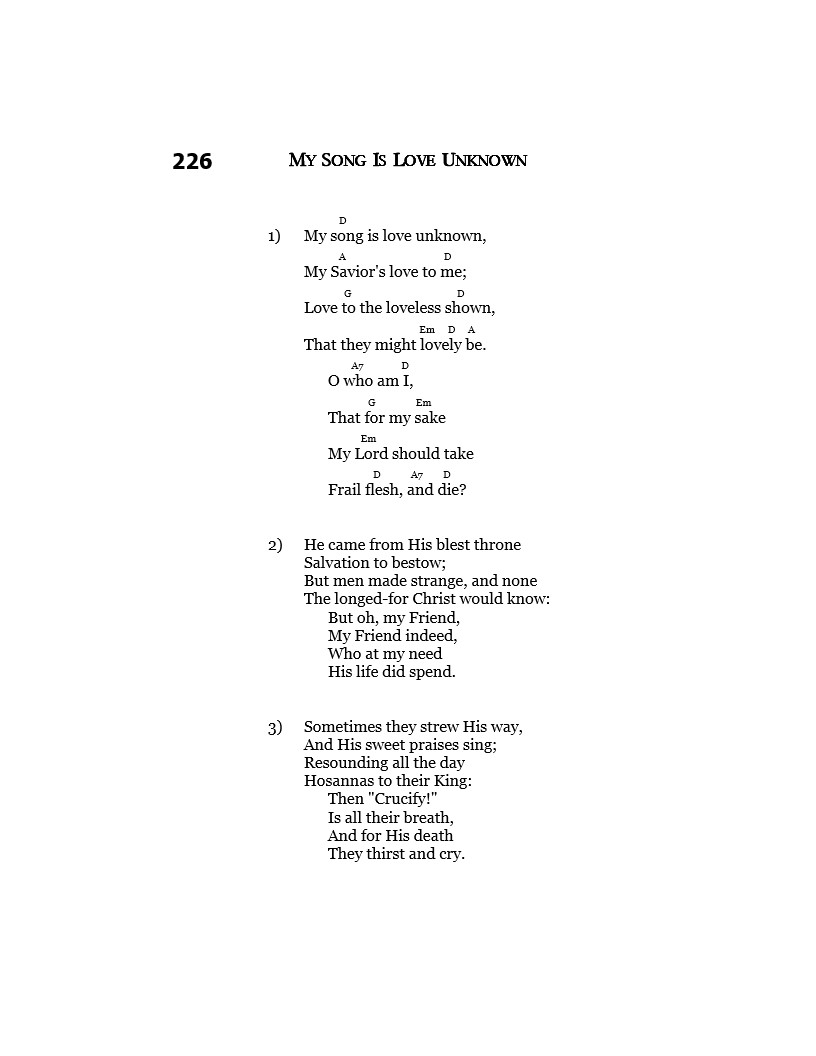 226 MY SONG IS LOVE UNKNOWN
D
1) My song is love unknown,
A D
My Savior's love to me;
G D
Love to the loveless shown,
Em D A
That they might lovely be.
A7 D
O who am I,
G Em
That for my sake
Em
My Lord should take
D A7 D
Frail flesh, and die?
2) He came from His blest throne
Salvation to bestow;
But men made strange, and none
The longed-for Christ would know:
But oh, my Friend,
My Friend indeed,
Who at my need
His life did spend.
3) Sometimes they strew His way,
And His sweet praises sing;
Resounding all the day
Hosannas to their King:
Then "Crucify!"
Is all their breath,
And for His death
They thirst and cry.